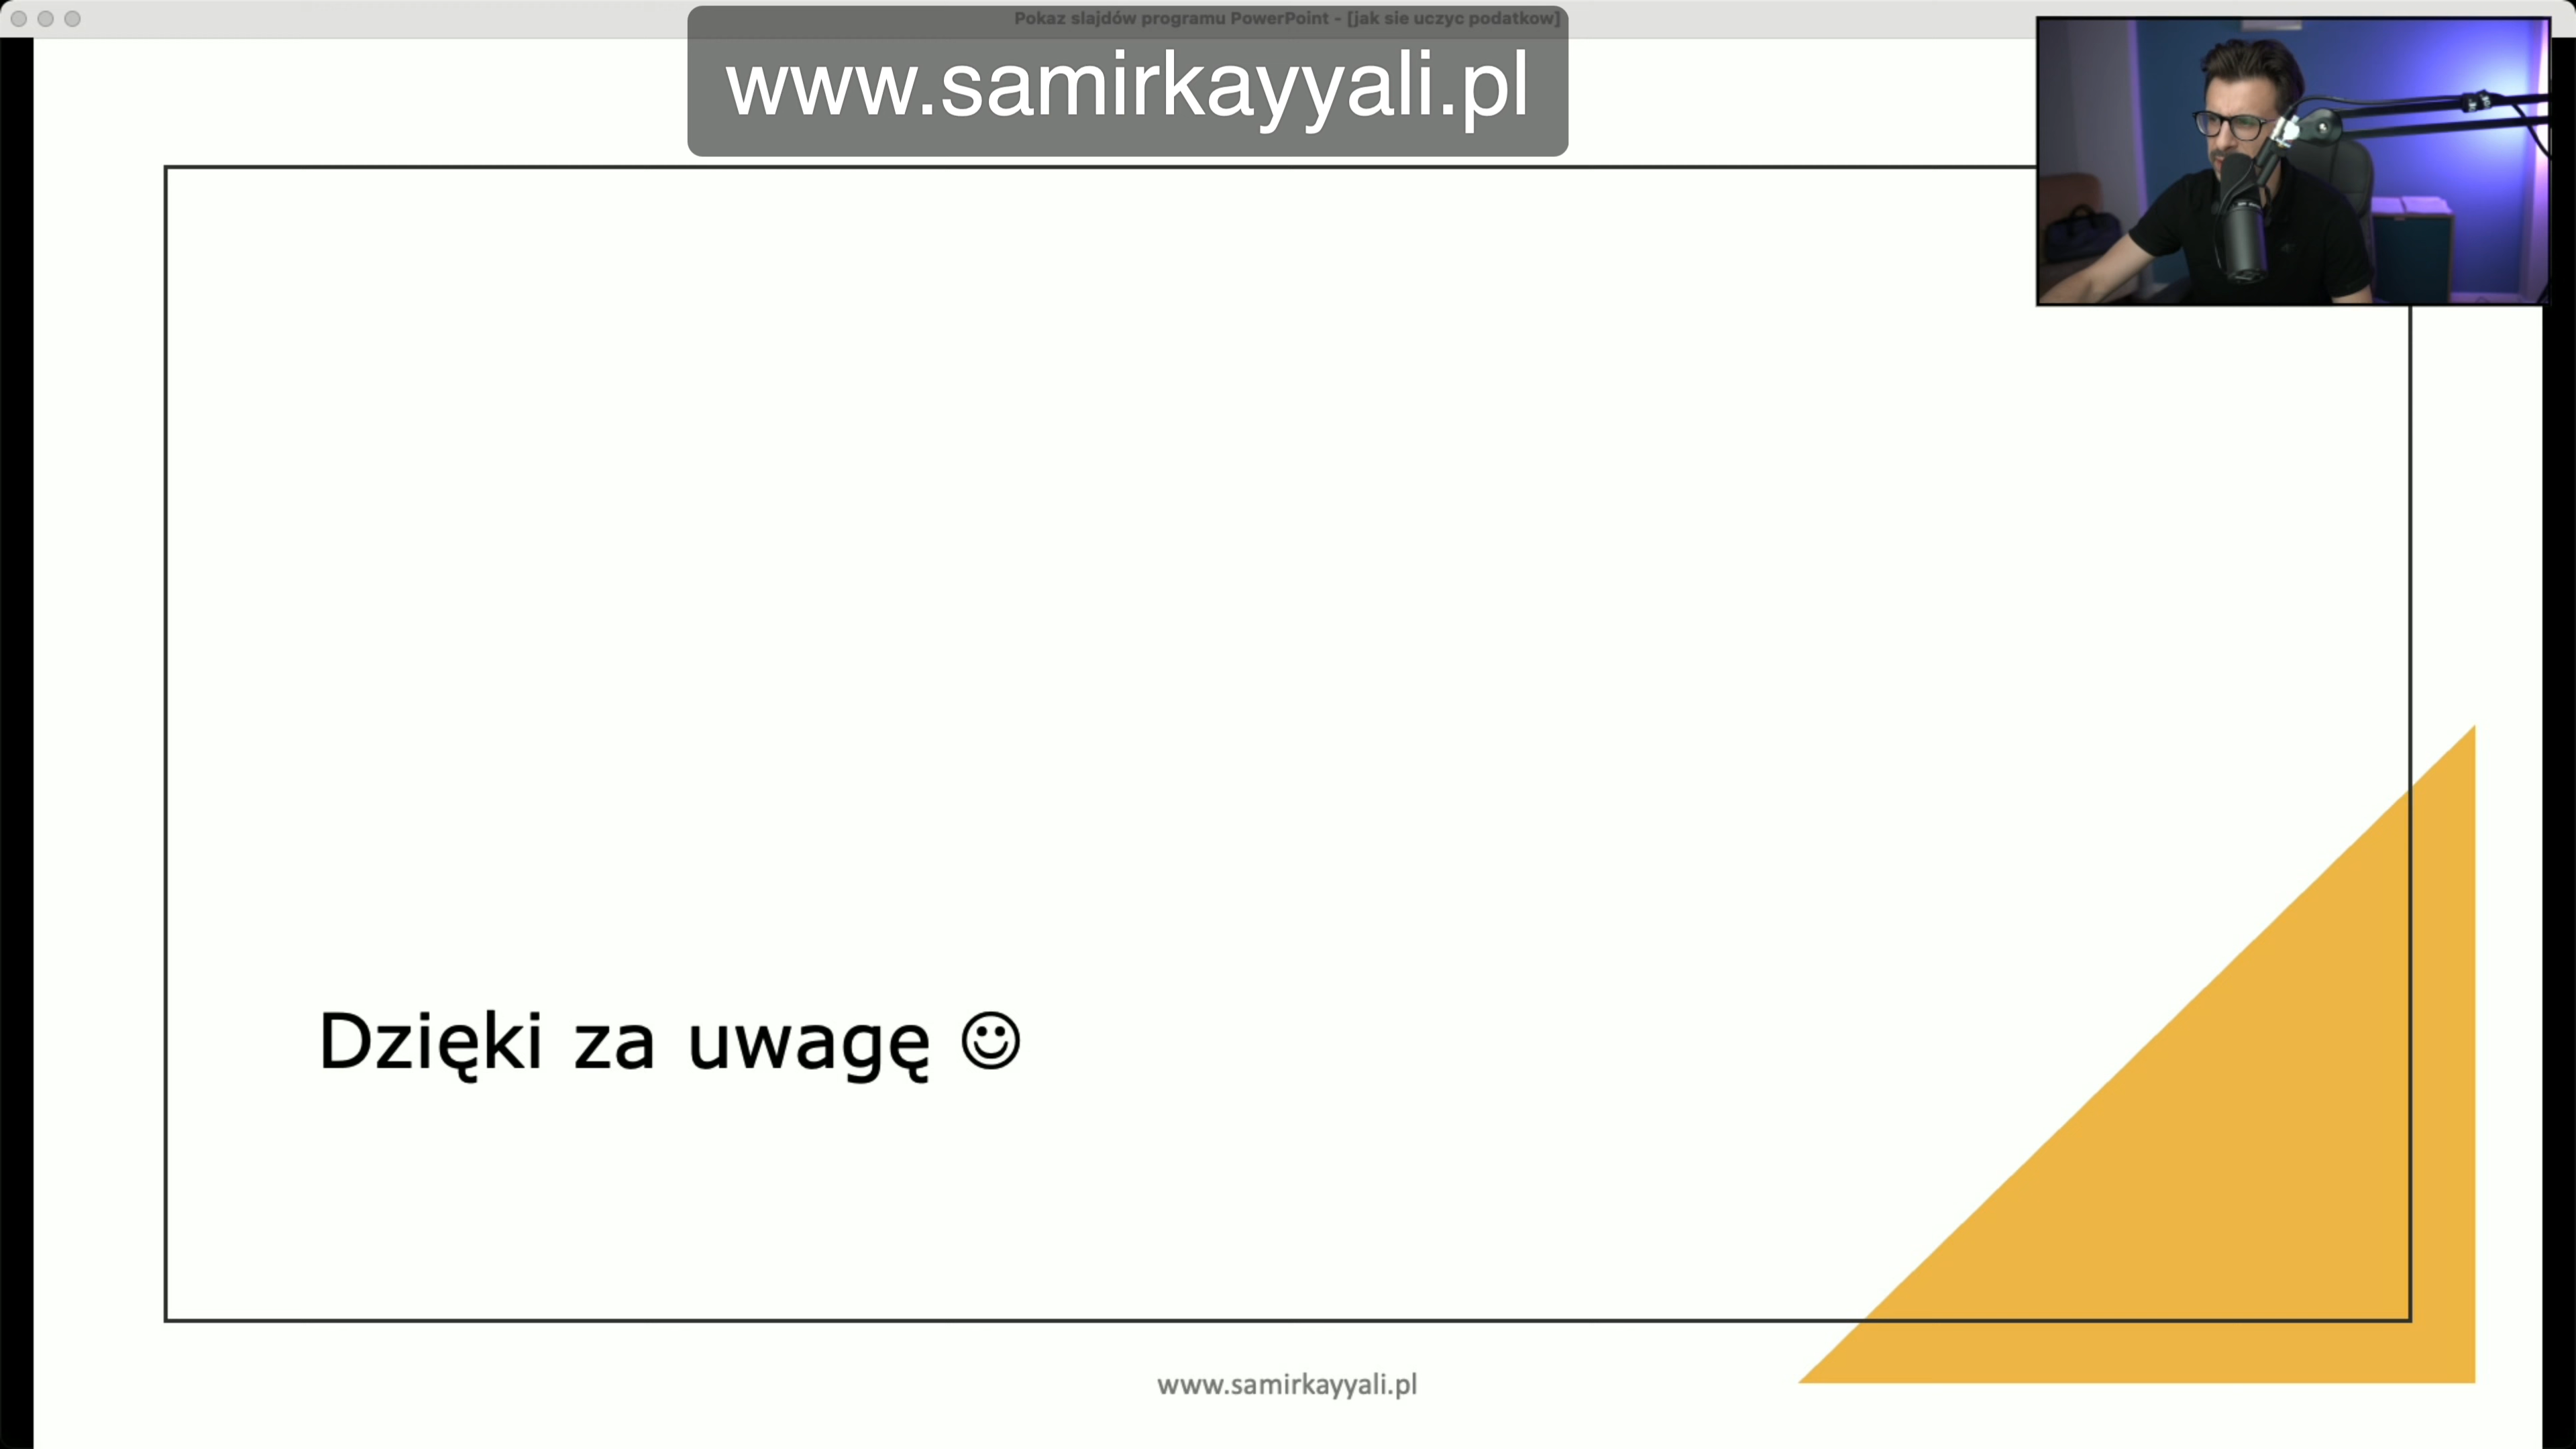 Pokaz slajdów programu PowerPoint - [jak sie uczyc podatkow]
www.samirkayyali.pl
Dzięki za uwagę ☺
www.samirkayyali.pl